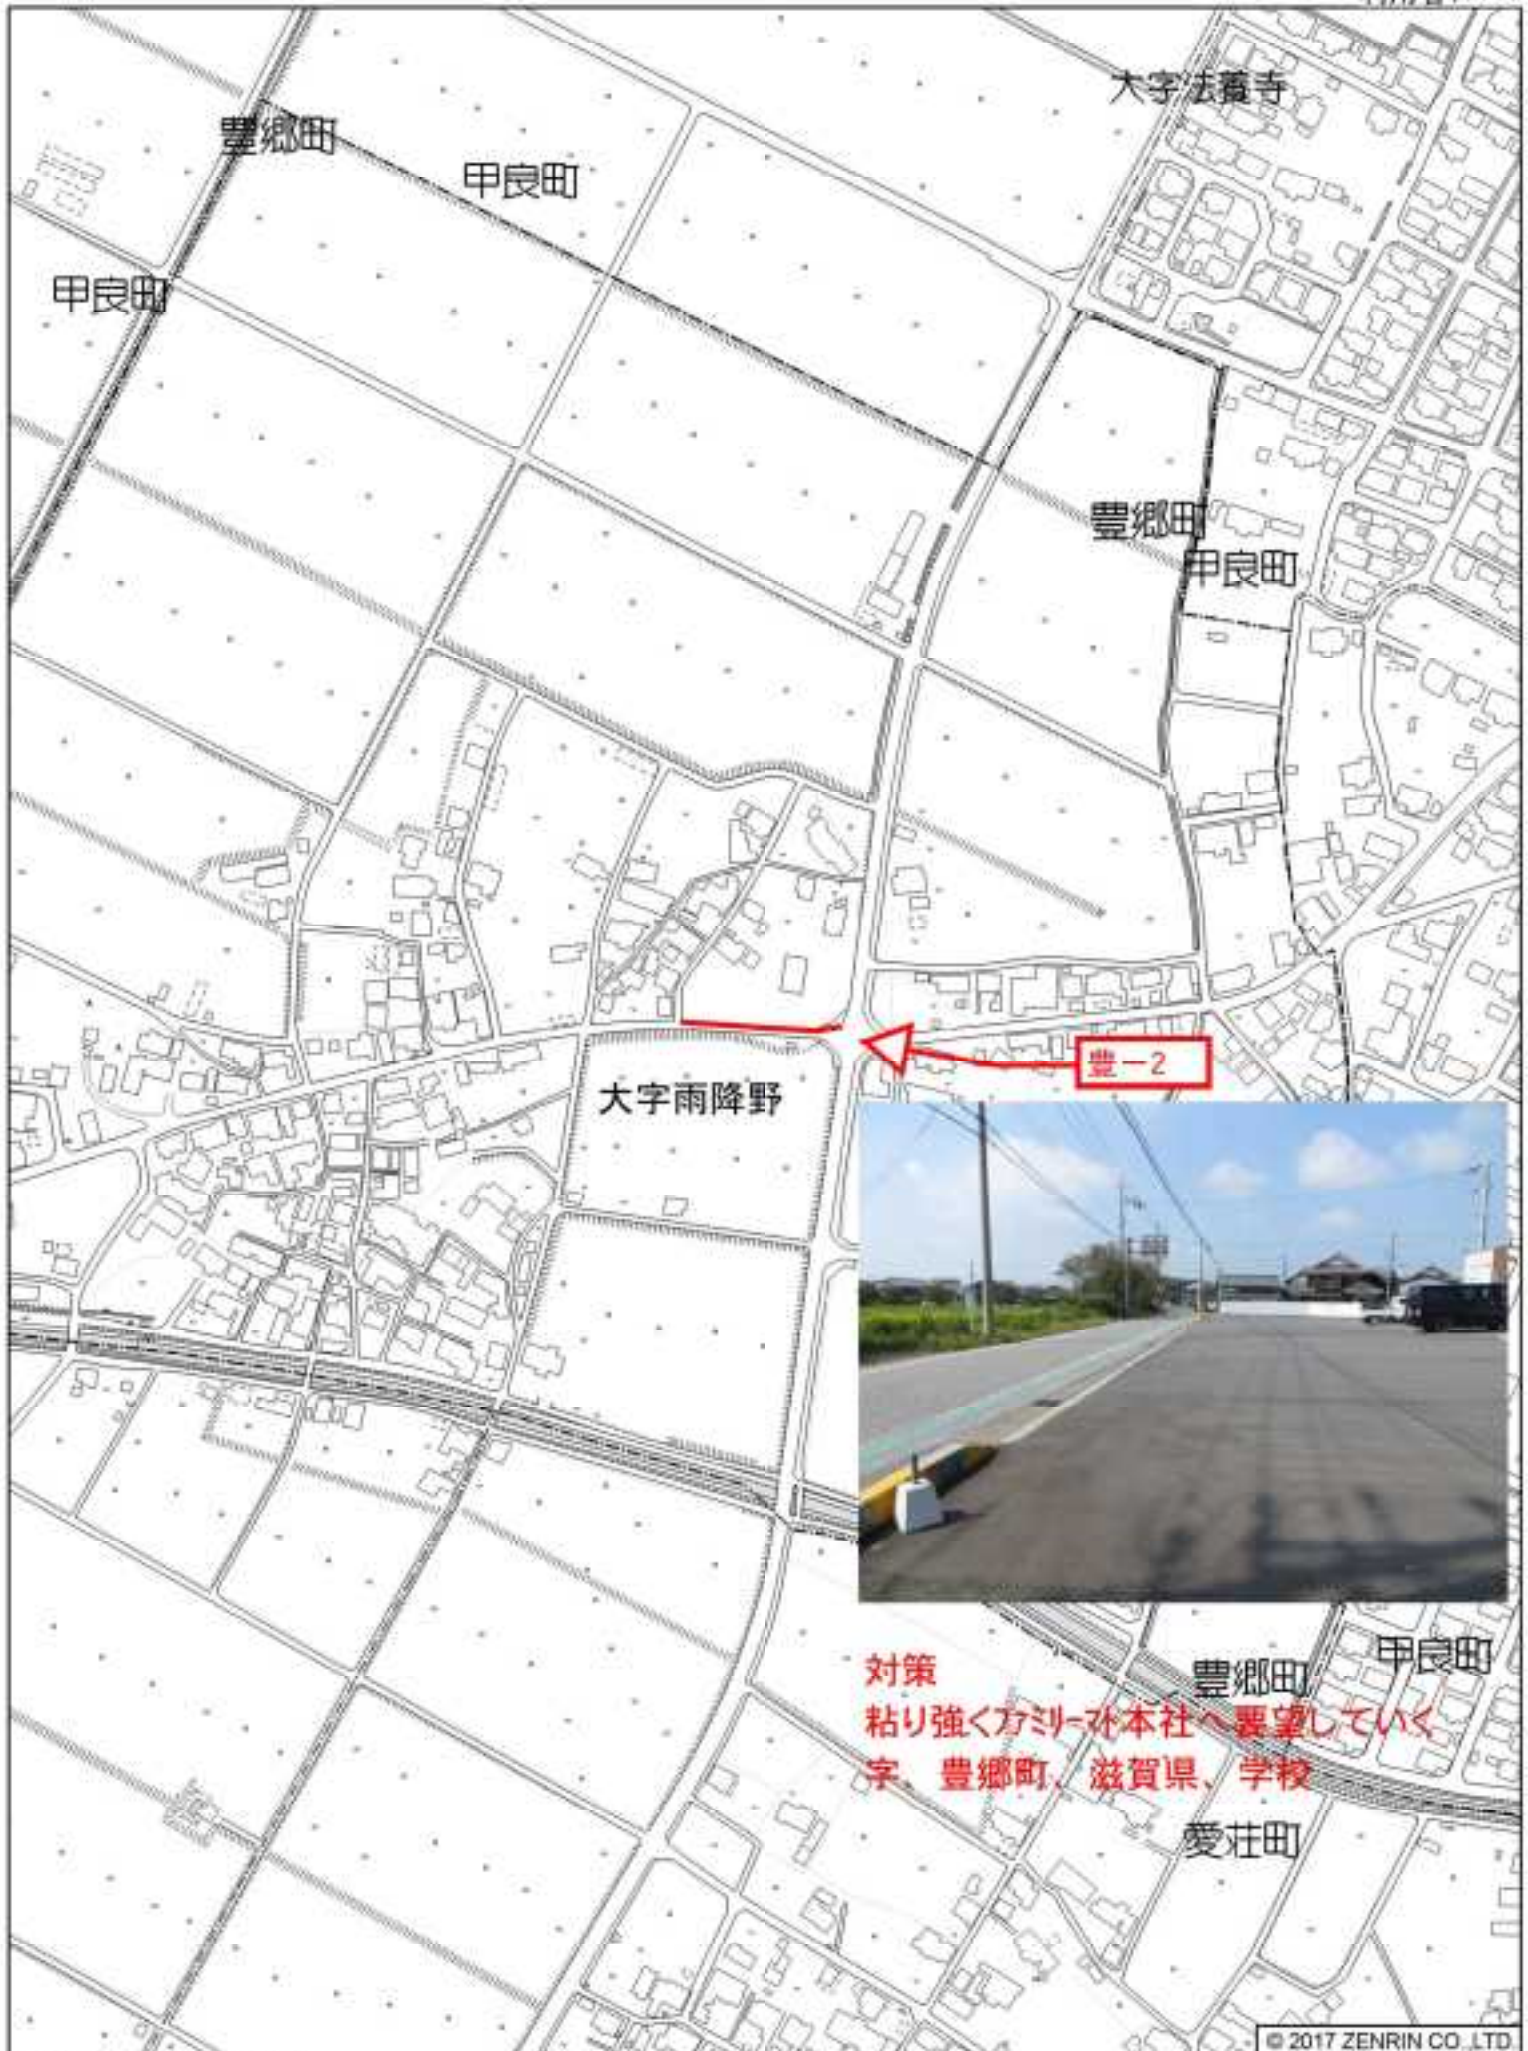 大字法養寺
豊郷町
甲良町
甲良町
豊郷町
甲良町
豊－2
大字雨降野
対策
粘り強くファミリーマート本社へ要望していく
字、豊郷町、滋賀県、学校
豊郷町
甲良町
愛荘町
© 2017 ZENRIN CO.,LTD.